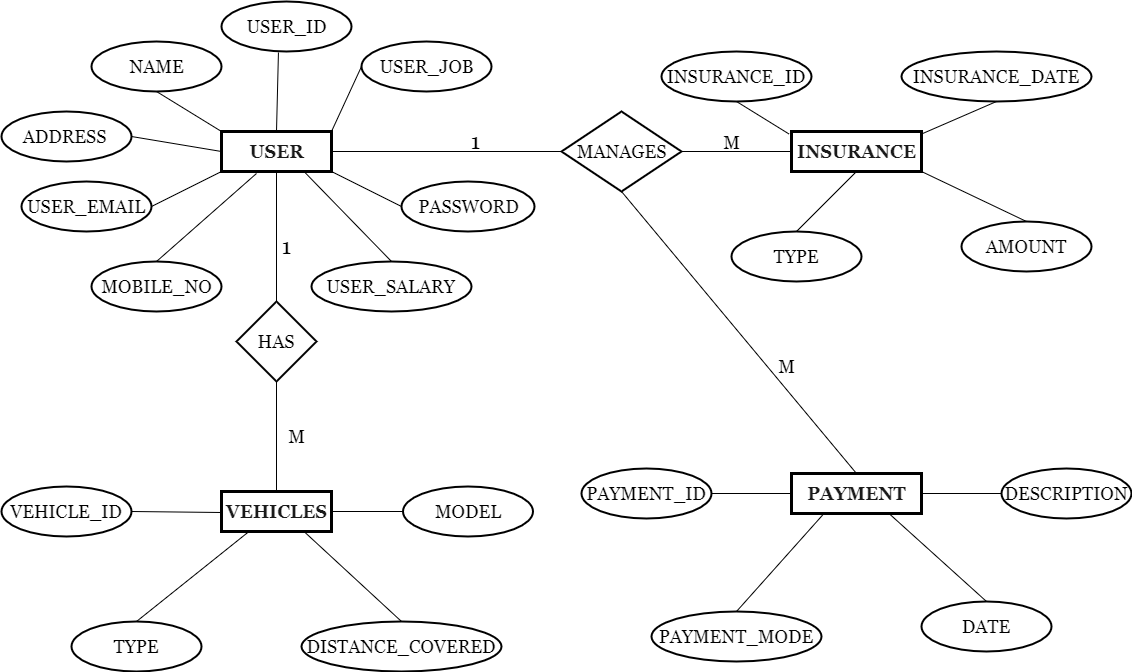 USER_ID
NAME
USER_JOB
INSURANCE_ID
INSURANCE_DATE
ADDRESS
USER
1
MANAGES
M
INSURANCE
USER_EMAIL
PASSWORD
1
TYPE
AMOUNT
MOBILE_NO
USER_SALARY
HAS
M
M
PAYMENT_ID
PAYMENT
DESCRIPTION
VEHICLE_ID
VEHICLES
MODEL
TYPE
DISTANCE_COVERED
PAYMENT_MODE
DATE